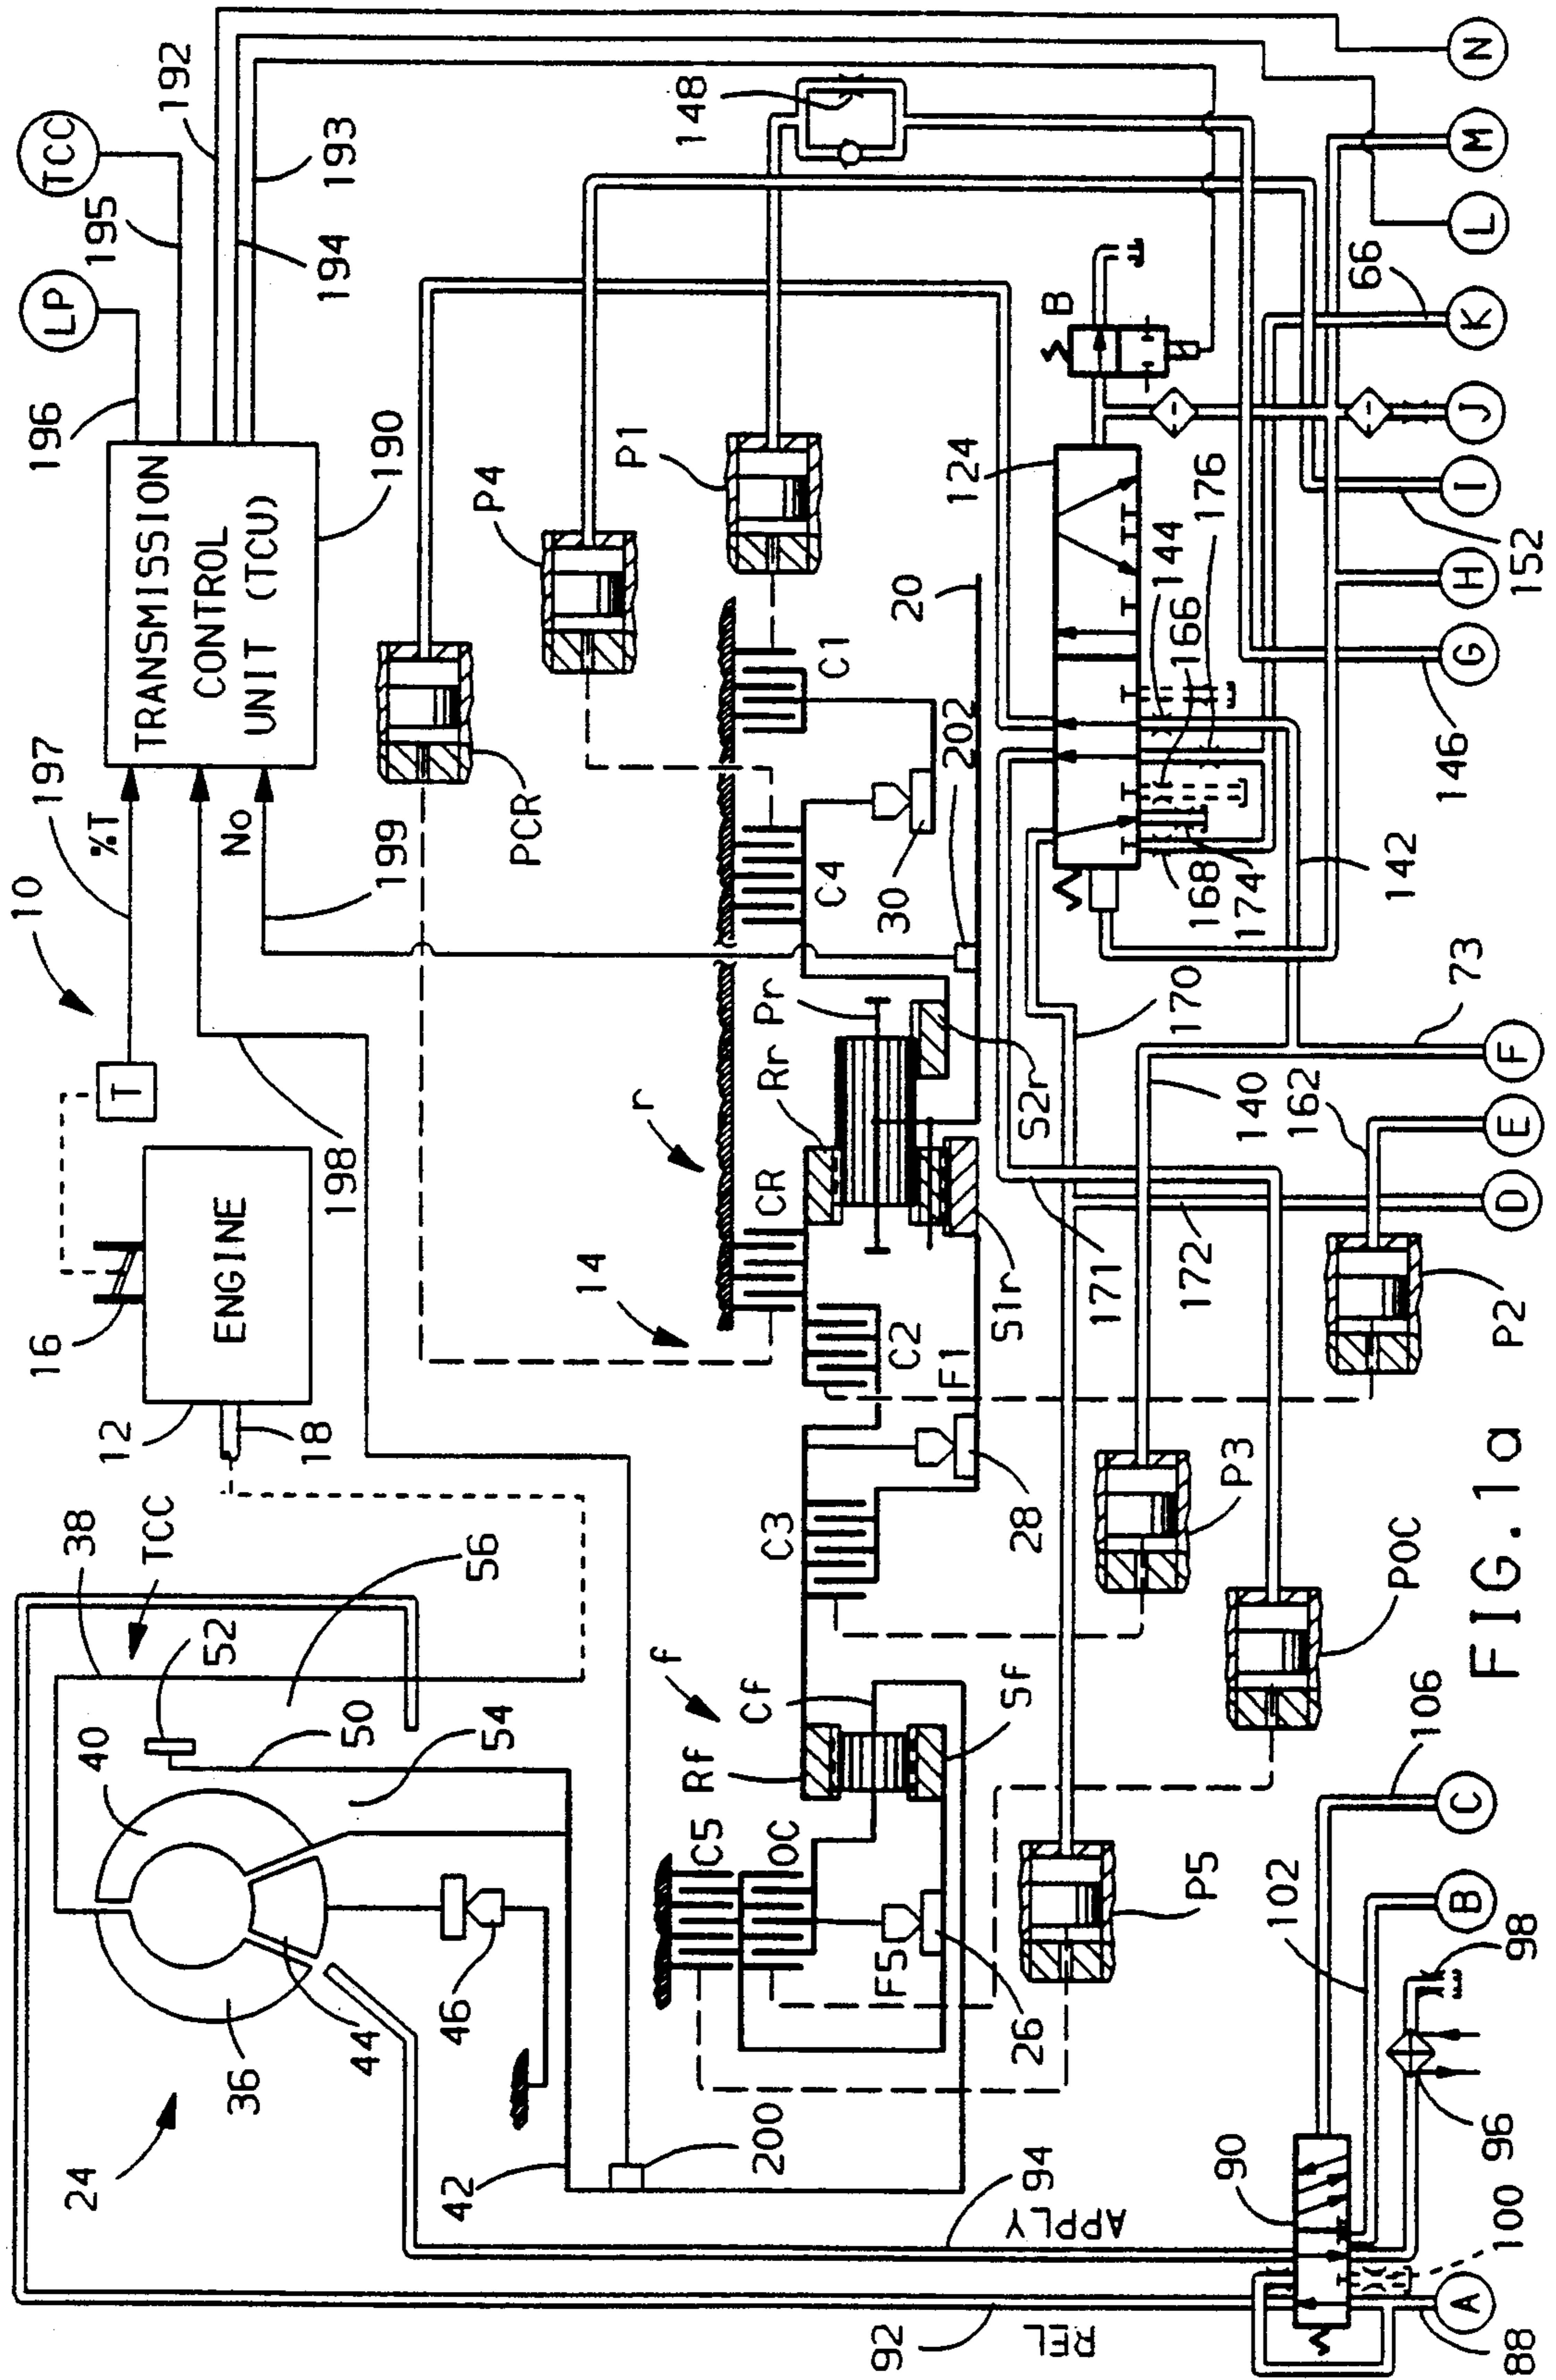 24
36
40
44
46
42
38
TCC
52
50
56
54
18
12
16
ENGINE
T
10
197
%T
No
198
199
TRANSMISSION
CONTROL
UNIT (TCU)
190
196
LP
195
TCC
192
194
193
200
C5
OC
F5
26
Rf
f
Cf
Sf
C3
28
F1
C2
14
CR
r
Rr
Pr
S1r
S2r
C4
30
C1
202
20
PCR
P4
P1
148
P5
POC
P3
P2
171
172
140
162
170
142
168
174
166
144
176
124
B
66
73
146
152
92
REL
94
APPLY
90
88
100
96
98
102
106
A
B
C
D
E
F
G
H
I
J
K
L
M
N
FIG.1a